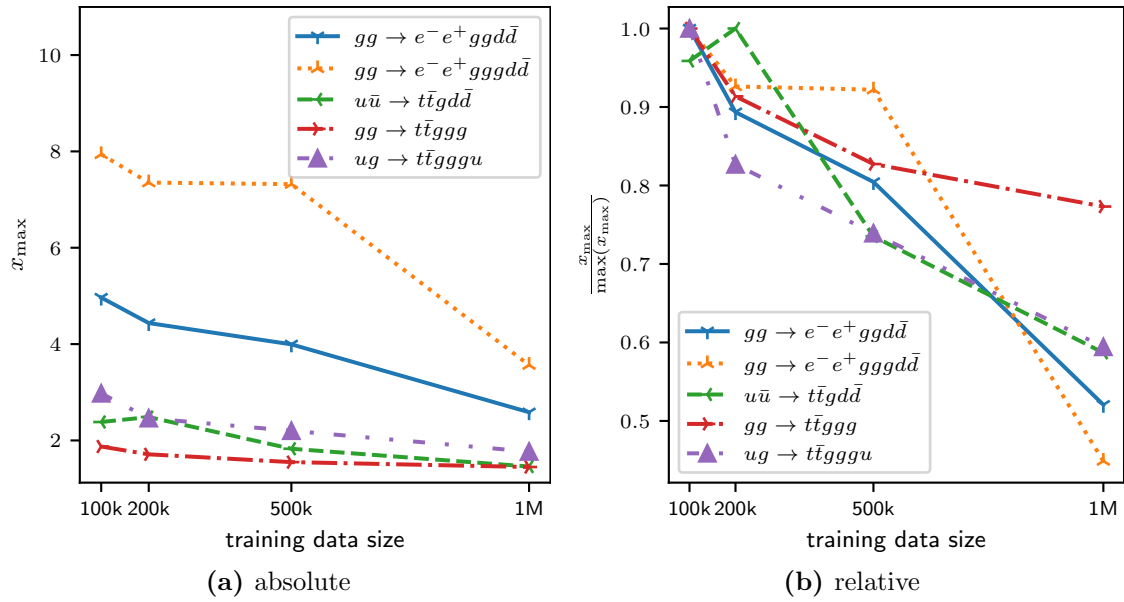 10
8
6
4
2
x_max
gg → e⁻e⁺ggdd̄
gg → e⁻e⁺gggdd̄
uū → tt̄gdd̄
gg → tt̄ggg
ug → tt̄gggu
100k 200k 500k 1M
training data size
(a) absolute
1.0
0.9
0.8
0.7
0.6
0.5
x_max / max(x_max)
gg → e⁻e⁺ggdd̄
gg → e⁻e⁺gggdd̄
uū → tt̄gdd̄
gg → tt̄ggg
ug → tt̄gggu
100k 200k 500k 1M
training data size
(b) relative